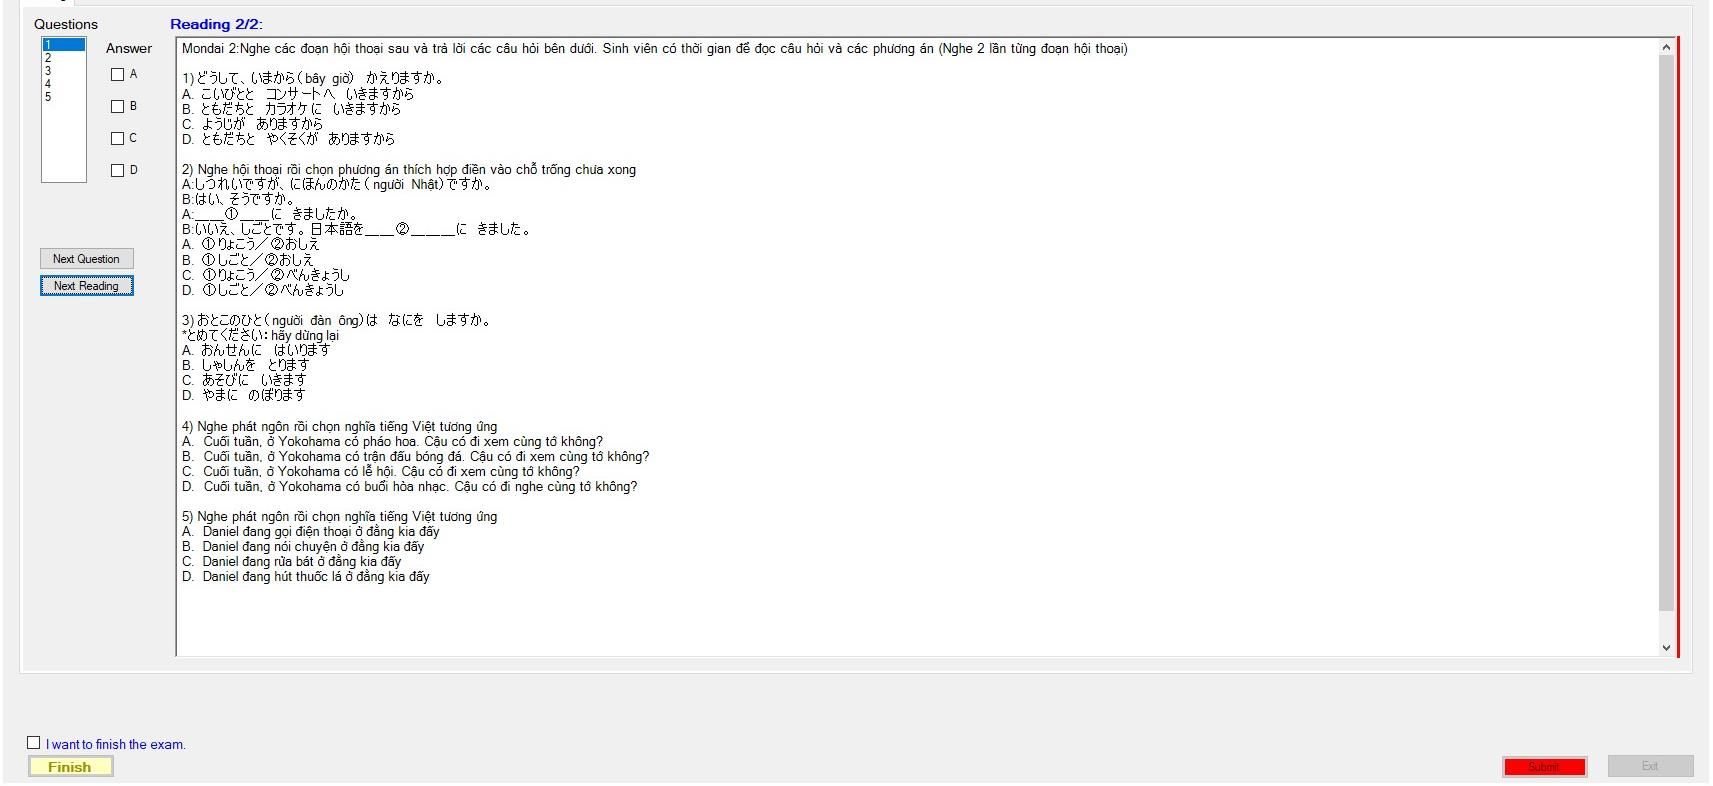 Questions
Reading 2/2:
1
2
3
4
5
Answer
A
B
C
D
Next Question
Next Reading
Mondai 2:Nghe các đoạn hội thoại sau và trả lời các câu hỏi bên dưới. Sinh viên có thời gian để đọc câu hỏi và các phương án (Nghe 2 lần từng đoạn hội thoại)
1)どうして、いまから(bây giờ) かえりますか。
A. こいびとと コンサートへ いきますから
B. ともだちと カラオケに いきますから
C. ようじが ありますから
D. ともだちと やくそくが ありますから
2) Nghe hội thoại rồi chọn phương án thích hợp điền vào chỗ trống chưa xong
A:しつれいですが、にほんのかた(người Nhật)ですか。
B:はい、そうですか。
A:____①____に きましたか。
B:いいえ、しごとです。日本語を____②______に きました。
A. ①りょこう/②おしえ
B. ①しごと/②おしえ
C. ①りょこう/②べんきょうし
D. ①しごと/②べんきょうし
3)おとこのひと(người đàn ông)は なにを しますか。
*とめてください: hãy dừng lại
A. おんせんに はいります
B. しゃしんを とります
C. あそびに いきます
D. やまに のぼります
4) Nghe phát ngôn rồi chọn nghĩa tiếng Việt tương ứng
A. Cuối tuần, ở Yokohama có pháo hoa. Cậu có đi xem cùng tớ không?
B. Cuối tuần, ở Yokohama có trận đấu bóng đá. Cậu có đi xem cùng tớ không?
C. Cuối tuần, ở Yokohama có lễ hội. Cậu có đi xem cùng tớ không?
D. Cuối tuần, ở Yokohama có buổi hòa nhạc. Cậu có đi nghe cùng tớ không?
5) Nghe phát ngôn rồi chọn nghĩa tiếng Việt tương ứng
A. Daniel đang gọi điện thoại ở đằng kia đấy
B. Daniel đang nói chuyện ở đằng kia đấy
C. Daniel đang rửa bát ở đằng kia đấy
D. Daniel đang hút thuốc lá ở đằng kia đấy
I want to finish the exam.
Finish
Submit
Exit